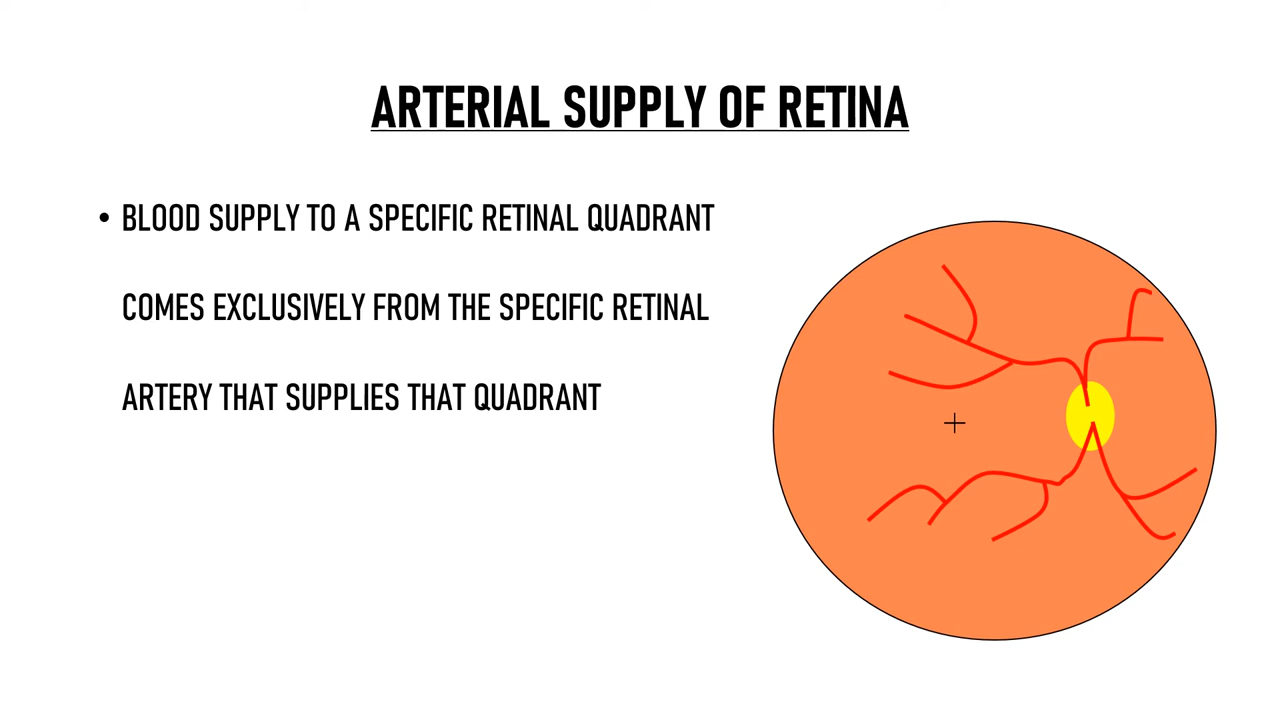 ARTERIAL SUPPLY OF RETINA
• BLOOD SUPPLY TO A SPECIFIC RETINAL QUADRANT
COMES EXCLUSIVELY FROM THE SPECIFIC RETINAL
ARTERY THAT SUPPLIES THAT QUADRANT